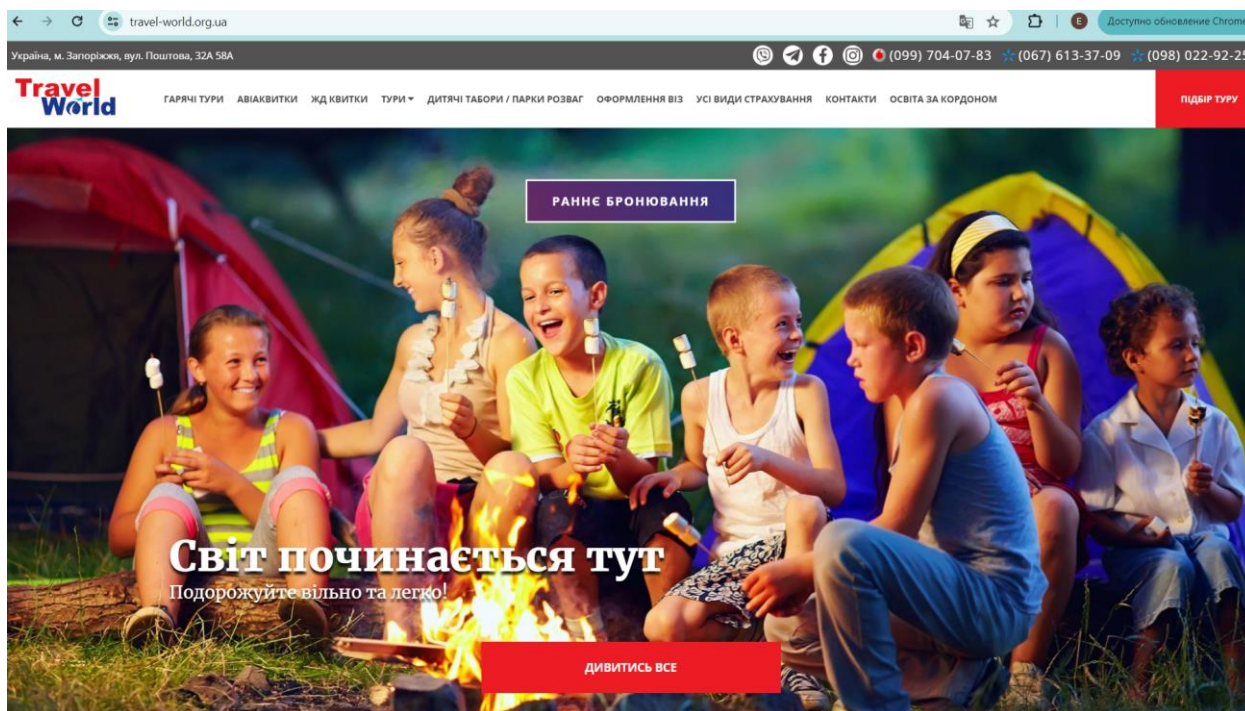 travel-world.org.ua
E
Доступно обновление Chrome
Україна, м. Запоріжжя, вул. Поштова, 32А 58А
(099) 704-07-83 (067) 613-37-09 (098) 022-92-25
Travel
World
ГАРЯЧІ ТУРИ АВІАКВИТКИ ЖД КВИТКИ ТУРИ ДИТЯЧІ ТАБОРИ / ПАРКИ РОЗВАГ ОФОРМЛЕННЯ ВІЗ УСІ ВИДИ СТРАХУВАННЯ КОНТАКТИ ОСВІТА ЗА КОРДОНОМ
ПІДБІР ТУРУ
РАННЄ БРОНЮВАННЯ
Світ починається тут
Подорожуйте вільно та легко!
ДИВИТИСЬ ВСЕ